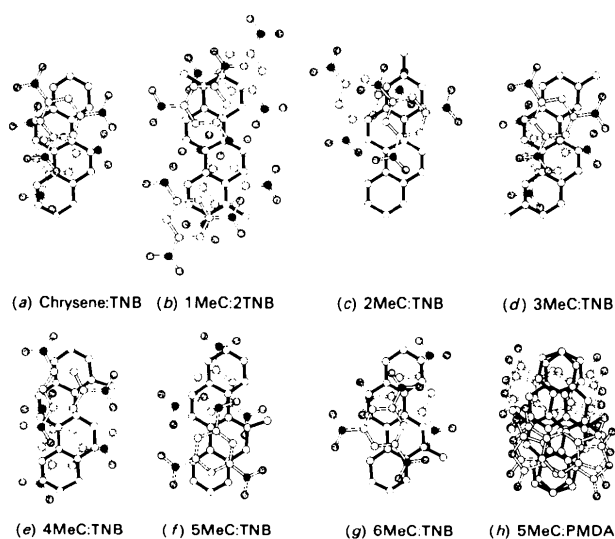 (a) Chrysene:TNB (b) 1MeC:2TNB (c) 2MeC:TNB (d) 3MeC:TNB
(e) 4MeC:TNB (f) 5MeC:TNB (g) 6MeC.TNB (h) 5MeC:PMDA